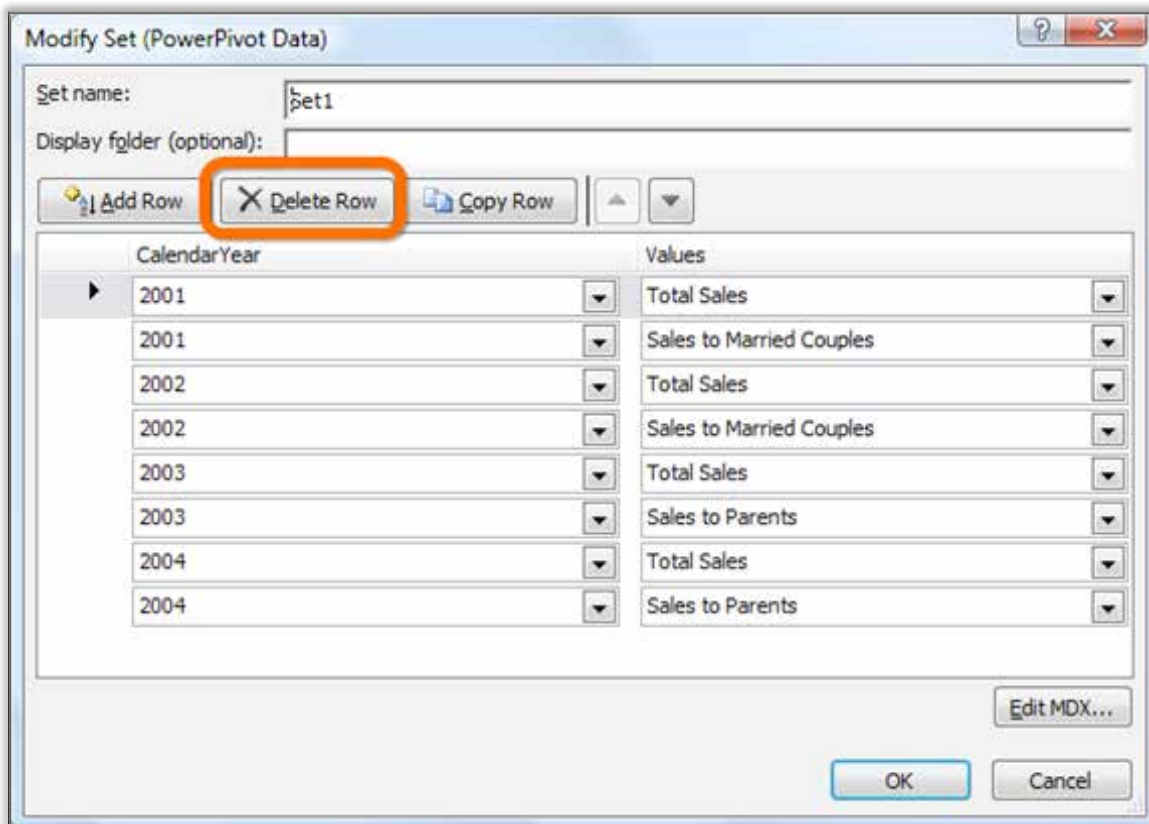 Modify Set (PowerPivot Data)
Set name: Set1
Display folder (optional):
Add Row Delete Row Copy Row
CalendarYear Values
2001 Total Sales
2001 Sales to Married Couples
2002 Total Sales
2002 Sales to Married Couples
2003 Total Sales
2003 Sales to Parents
2004 Total Sales
2004 Sales to Parents
Edit MDX...
OK Cancel